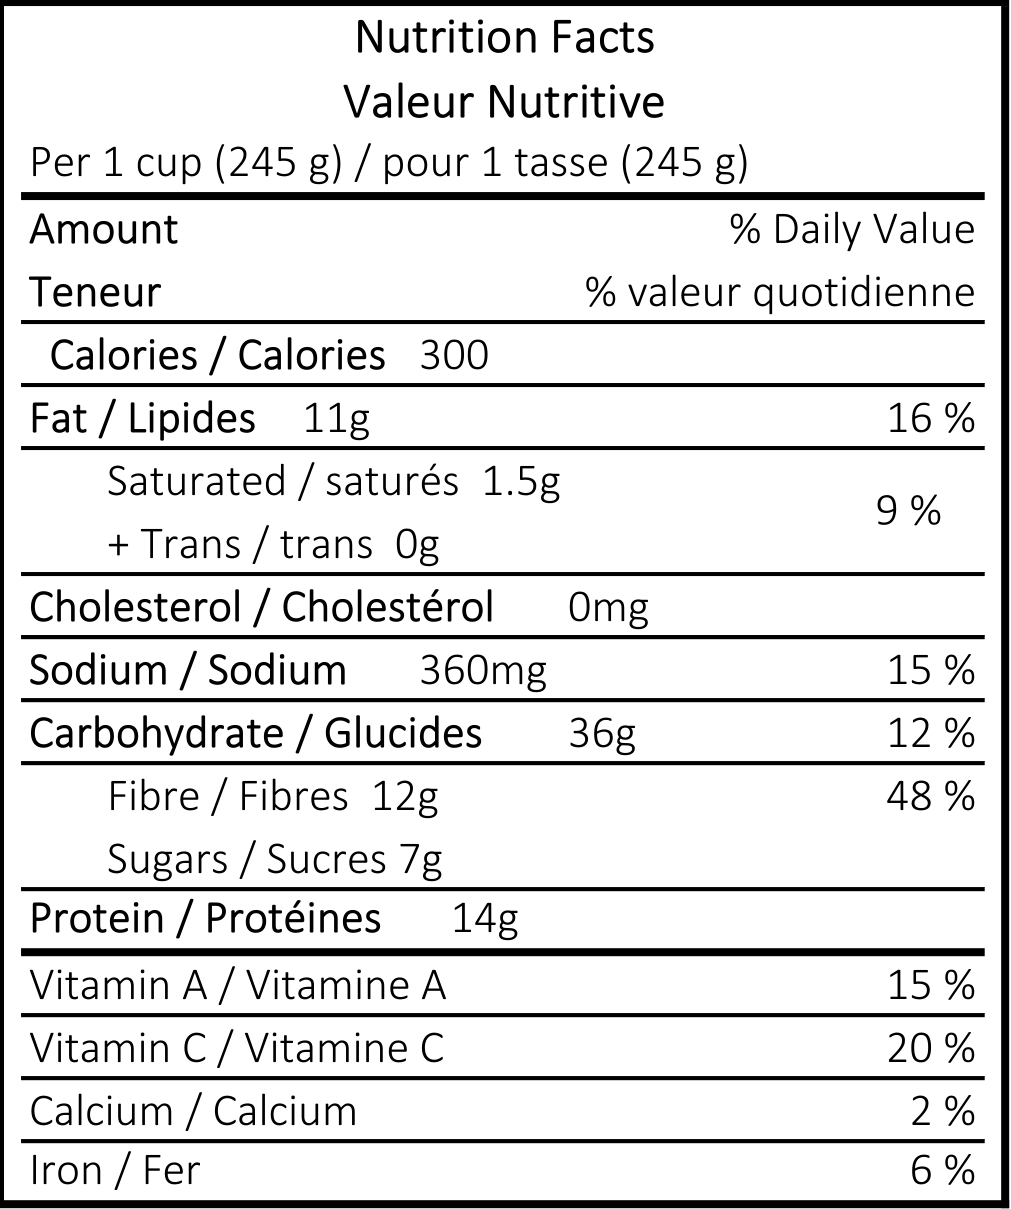 Nutrition Facts
Valeur Nutritive
Per 1 cup (245 g) / pour 1 tasse (245 g)
Amount % Daily Value
Teneur % valeur quotidienne
Calories / Calories 300
Fat / Lipides 11g 16 %
Saturated / saturés 1.5g
9 %
+ Trans / trans 0g
Cholesterol / Cholestérol 0mg
Sodium / Sodium 360mg 15 %
Carbohydrate / Glucides 36g 12 %
Fibre / Fibres 12g 48 %
Sugars / Sucres 7g
Protein / Protéines 14g
Vitamin A / Vitamine A 15 %
Vitamin C / Vitamine C 20 %
Calcium / Calcium 2 %
Iron / Fer 6 %